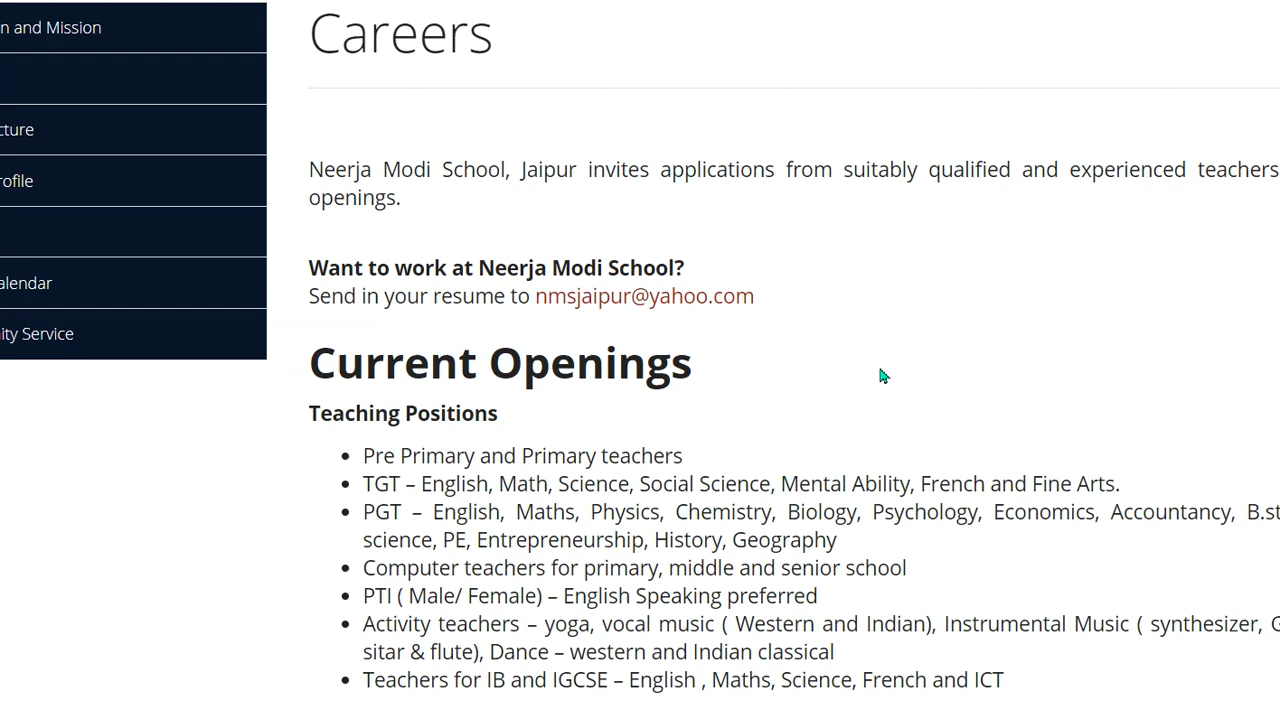 n and Mission
Careers
cture
Neerja Modi School, Jaipur invites applications from suitably qualified and experienced teachers
rofile
openings.
Want to work at Neerja Modi School?
alendar
Send in your resume to nmsjaipur@yahoo.com
ity Service
Current Openings
Teaching Positions
• Pre Primary and Primary teachers
• TGT – English, Math, Science, Social Science, Mental Ability, French and Fine Arts.
• PGT – English, Maths, Physics, Chemistry, Biology, Psychology, Economics, Accountancy, B.st
science, PE, Entrepreneurship, History, Geography
• Computer teachers for primary, middle and senior school
• PTI ( Male/ Female) – English Speaking preferred
• Activity teachers – yoga, vocal music ( Western and Indian), Instrumental Music ( synthesizer, G
sitar & flute), Dance – western and Indian classical
• Teachers for IB and IGCSE – English , Maths, Science, French and ICT